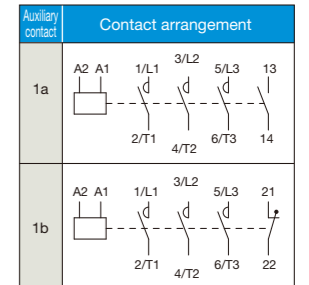 Auxiliary contact
Contact arrangement
1a
A2 A1 1/L1 3/L2 5/L3 13
2/T1 4/T2 6/T3 14
1b
A2 A1 1/L1 3/L2 5/L3 21
2/T1 4/T2 6/T3 22